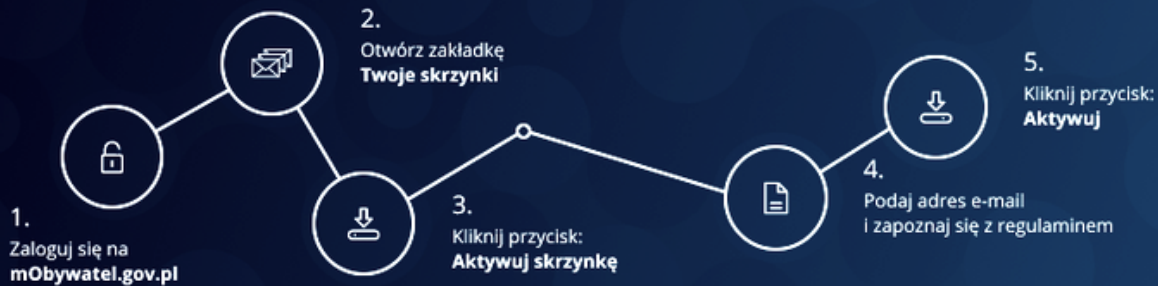 1.
Zaloguj się na
mObywatel.gov.pl
2.
Otwórz zakładkę
Twoje skrzynki
3.
Kliknij przycisk:
Aktywuj skrzynkę
4.
Podaj adres e-mail
i zapoznaj się z regulaminem
5.
Kliknij przycisk:
Aktywuj